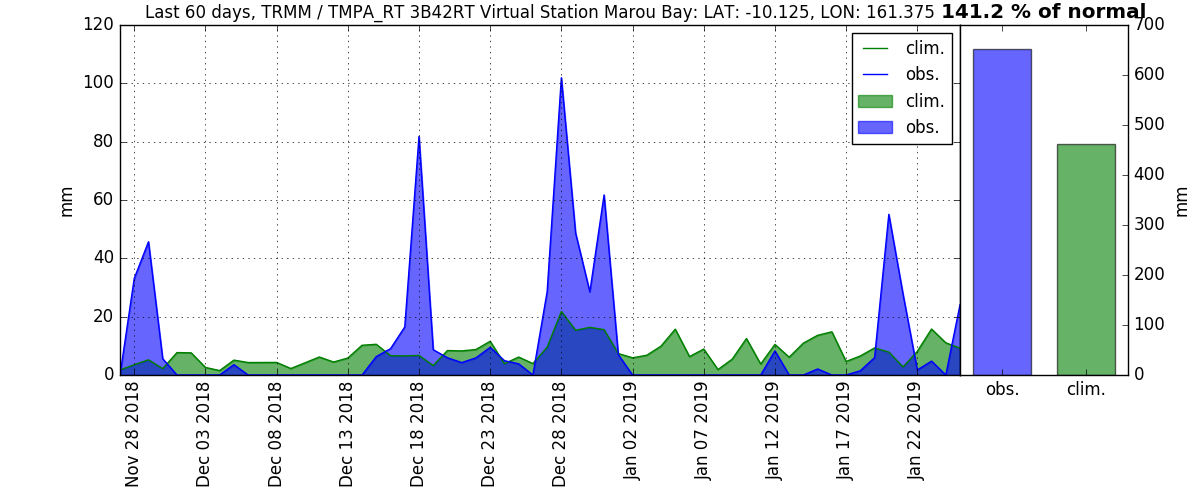 Last 60 days, TRMM / TMPA_RT 3B42RT Virtual Station Marou Bay: LAT: -10.125, LON: 161.375 141.2 % of normal
120
100
80
60
40
20
0
mm
clim.
obs.
clim.
obs.
700
600
500
400
300
200
100
0
mm
Nov 28 2018
Dec 03 2018
Dec 08 2018
Dec 13 2018
Dec 18 2018
Dec 23 2018
Dec 28 2018
Jan 02 2019
Jan 07 2019
Jan 12 2019
Jan 17 2019
Jan 22 2019
obs.
clim.